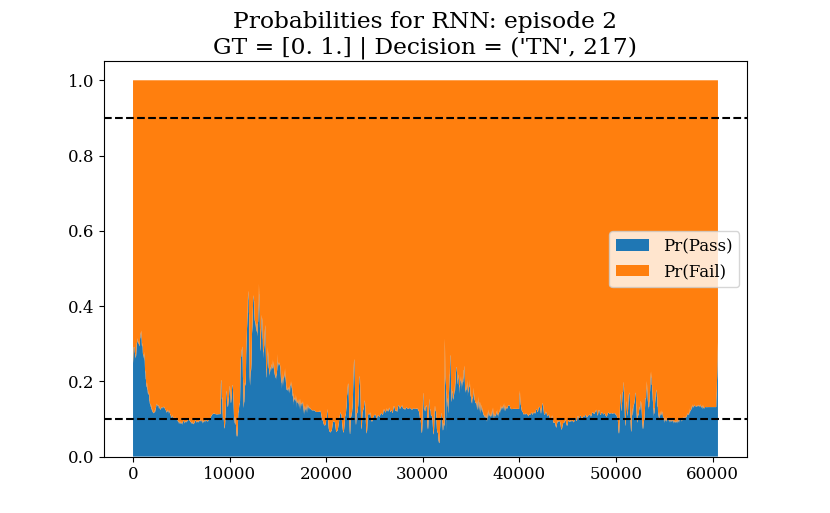 Probabilities for RNN: episode 2
GT = [0. 1.] | Decision = ('TN', 217)
1.0
0.8
0.6
0.4
0.2
0.0
Pr(Pass)
Pr(Fail)
0 10000 20000 30000 40000 50000 60000